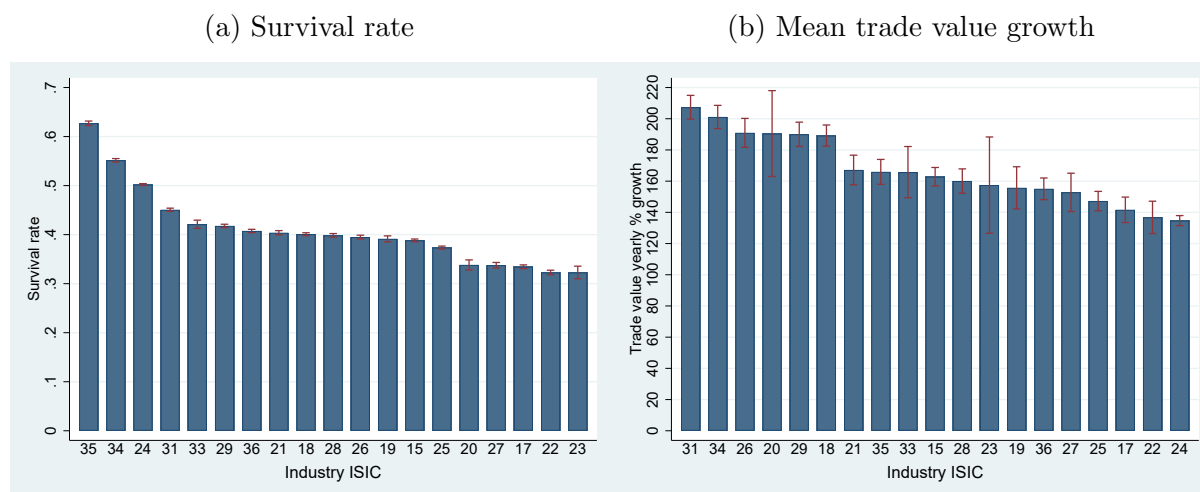 (a) Survival rate
(b) Mean trade value growth
Survival rate
.7
.6
.5
.4
.3
.2
.1
0
35 34 24 31 33 29 36 21 18 28 26 19 15 25 20 27 17 22 23
Industry ISIC
Trade value yearly % growth
220
200
180
160
140
120
100
80
60
40
20
0
31 34 26 20 29 18 21 35 33 15 28 23 19 36 27 25 17 22 24
Industry ISIC